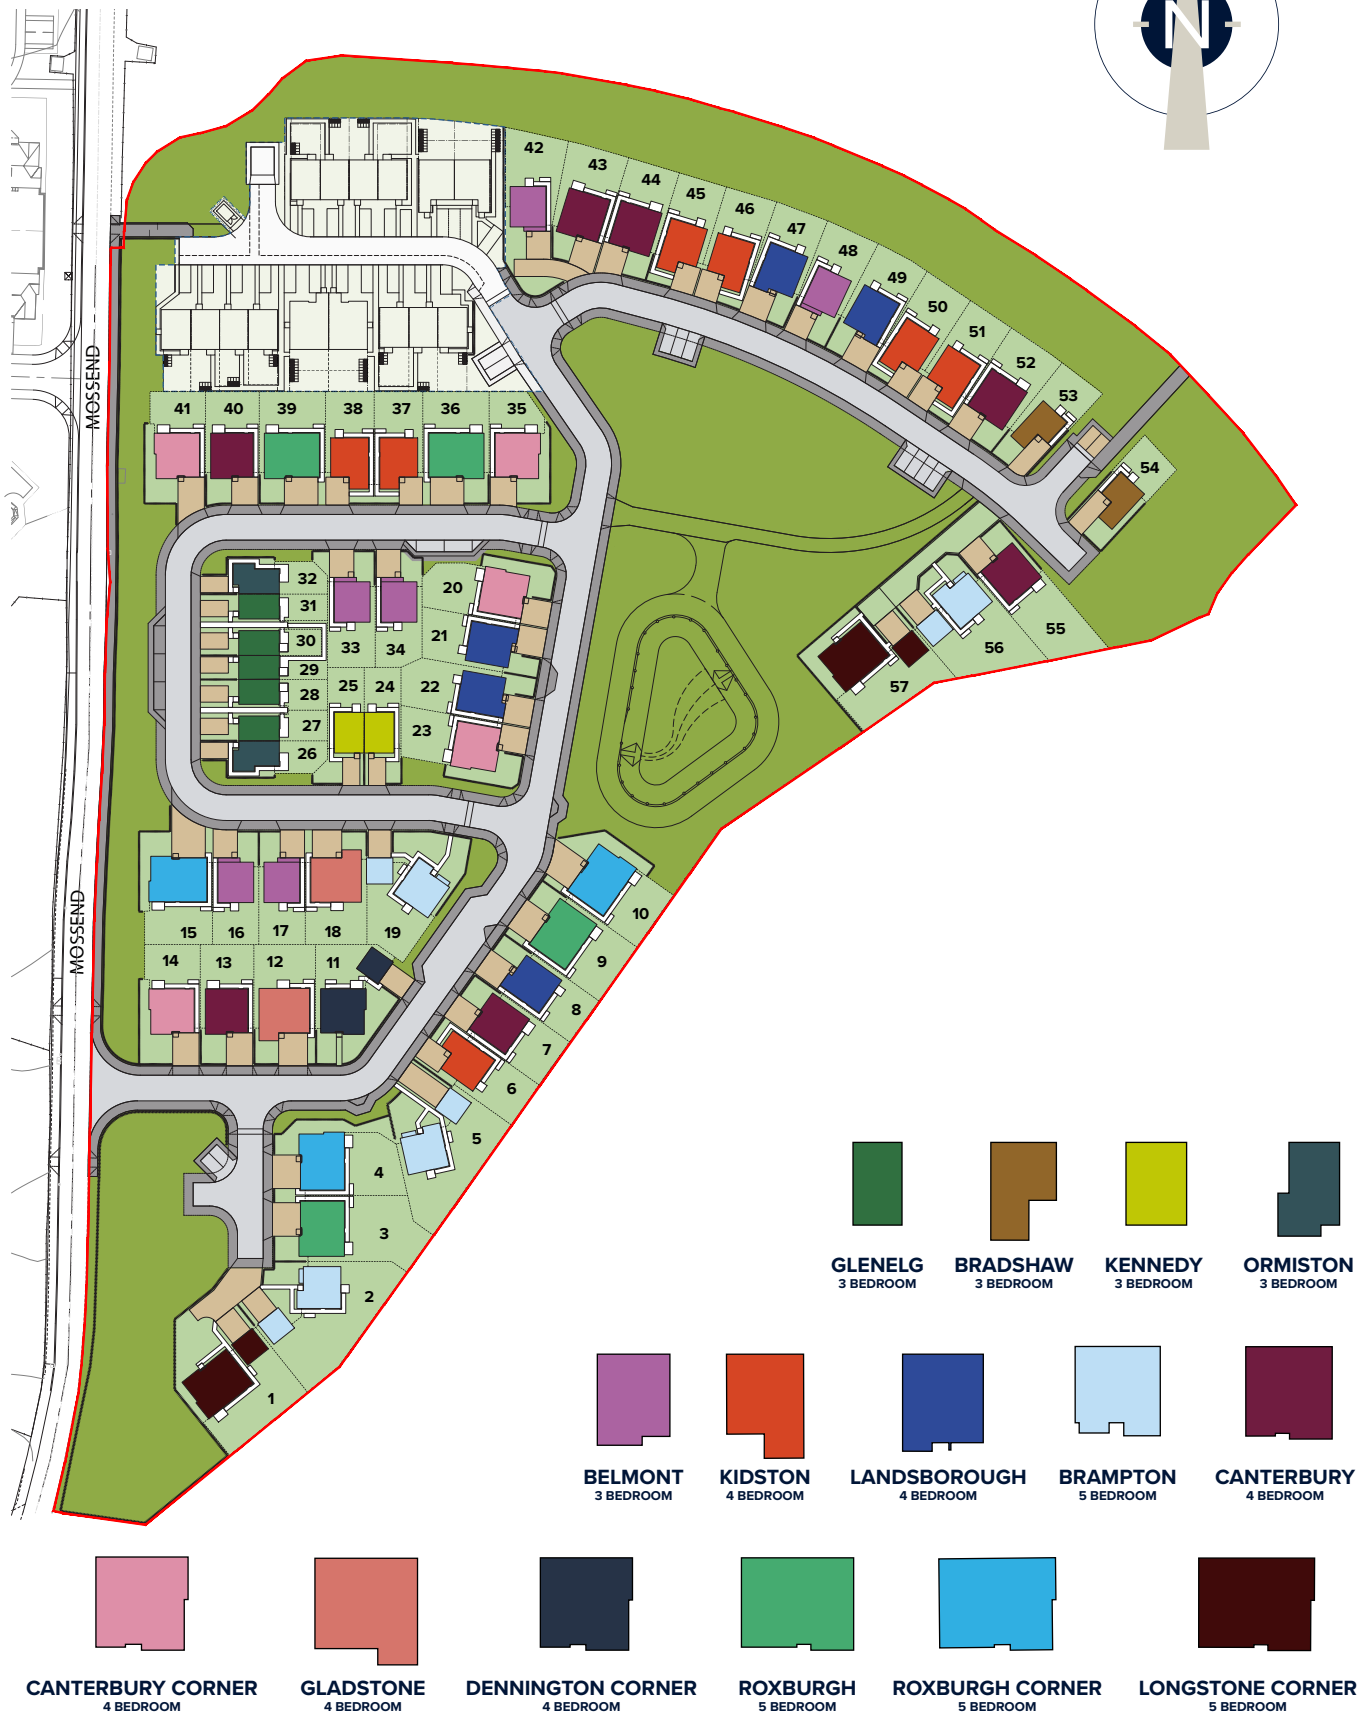 N
42
43
44
45
46
47
48
49
50
51
52
53
54
MOSSEND
41
40
39
38
37
36
35
32
31
30
29
28
27
26
33
34
25
24
20
21
22
23
55
56
57
15
16
17
18
19
14
13
12
11
MOSSEND
10
9
8
7
6
5
4
3
2
1
GLENELG
3 BEDROOM
BRADSHAW
3 BEDROOM
KENNEDY
3 BEDROOM
ORMISTON
3 BEDROOM
BELMONT
3 BEDROOM
KIDSTON
4 BEDROOM
LANDSBOROUGH
4 BEDROOM
BRAMPTON
5 BEDROOM
CANTERBURY
4 BEDROOM
CANTERBURY CORNER
4 BEDROOM
GLADSTONE
4 BEDROOM
DENNINGTON CORNER
4 BEDROOM
ROXBURGH
5 BEDROOM
ROXBURGH CORNER
5 BEDROOM
LONGSTONE CORNER
5 BEDROOM